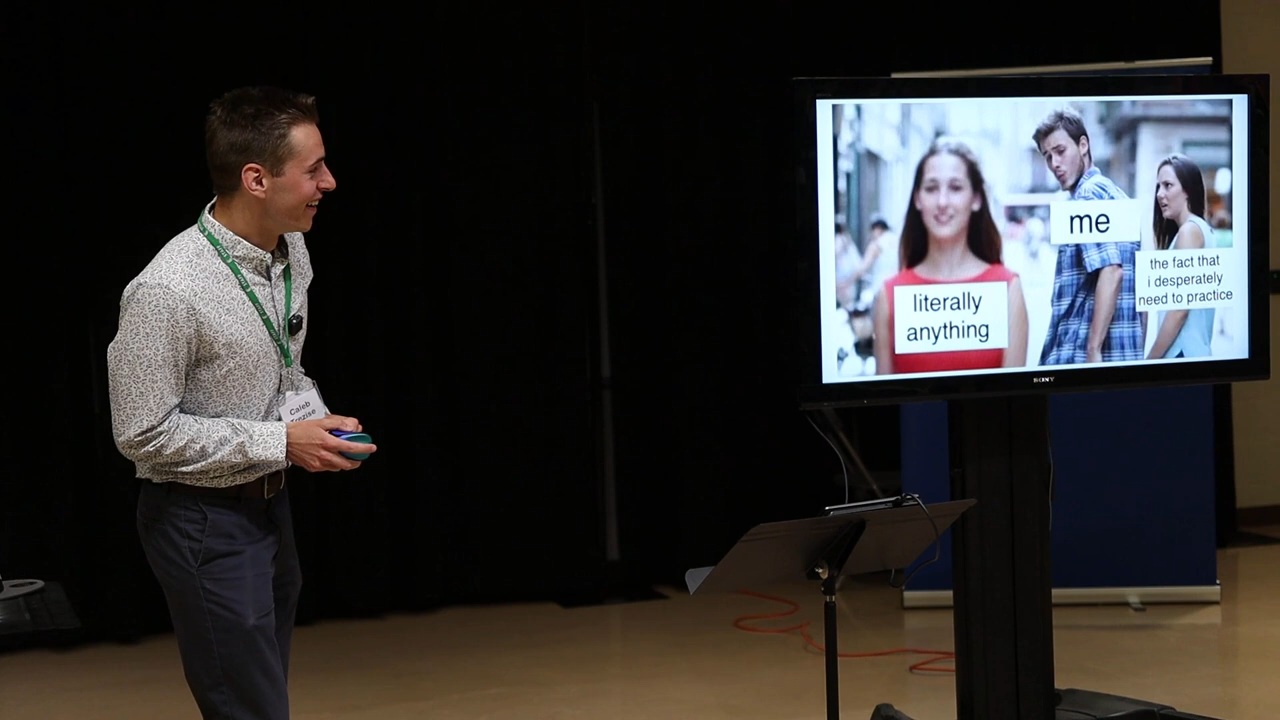 literally
anything
me
the fact that
i desperately
need to practice
SONY
Caleb